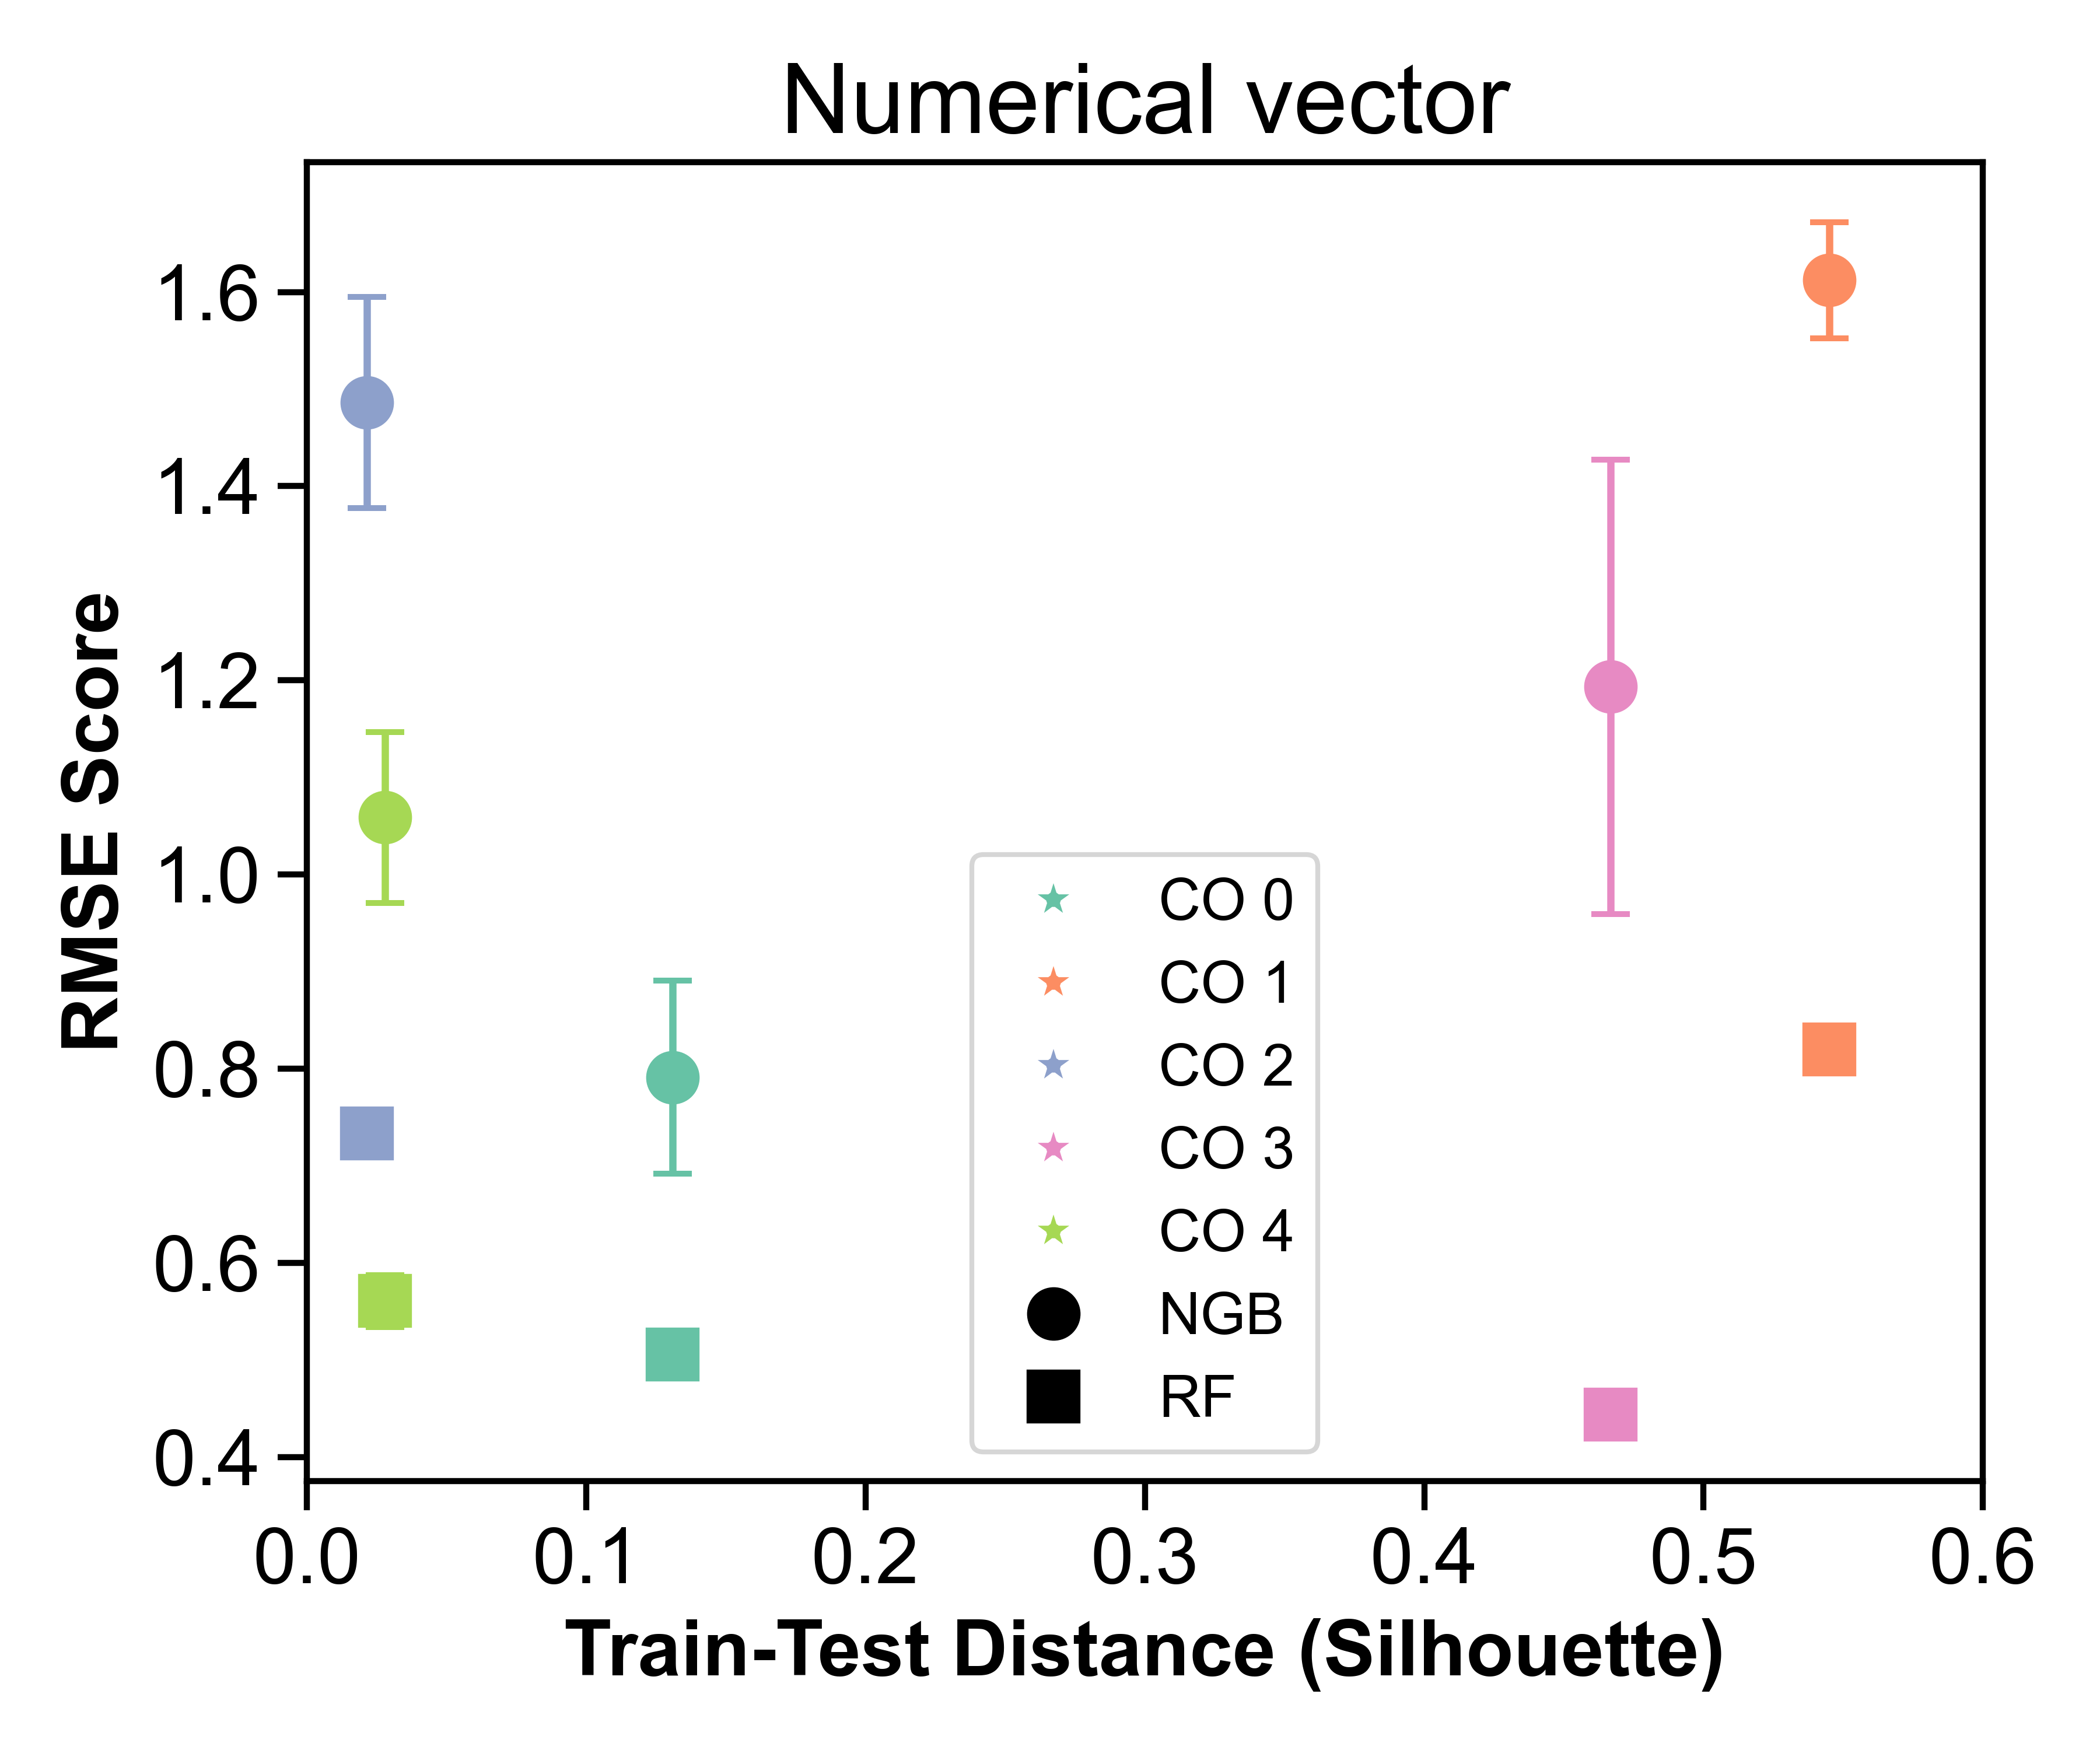 Numerical vector
RMSE Score
1.6
1.4
1.2
1.0
0.8
0.6
0.4
CO 0
CO 1
CO 2
CO 3
CO 4
NGB
RF
0.0 0.1 0.2 0.3 0.4 0.5 0.6
Train-Test Distance (Silhouette)